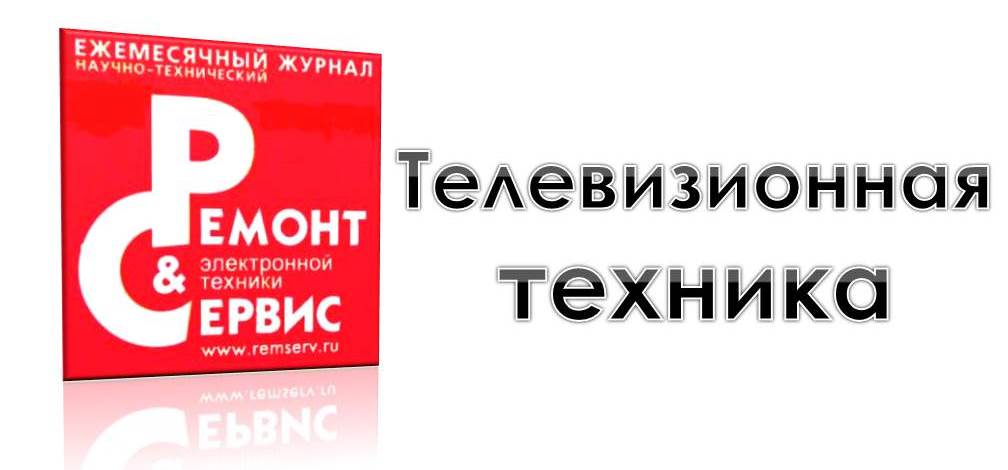 ЕЖЕМЕСЯЧНЫЙ ЖУРНАЛ
НАУЧНО-ТЕХНИЧЕСКИЙ
РЕМОНТ
&
электронной
техники
СЕРВИС
www.remserv.ru
Телевизионная
техника